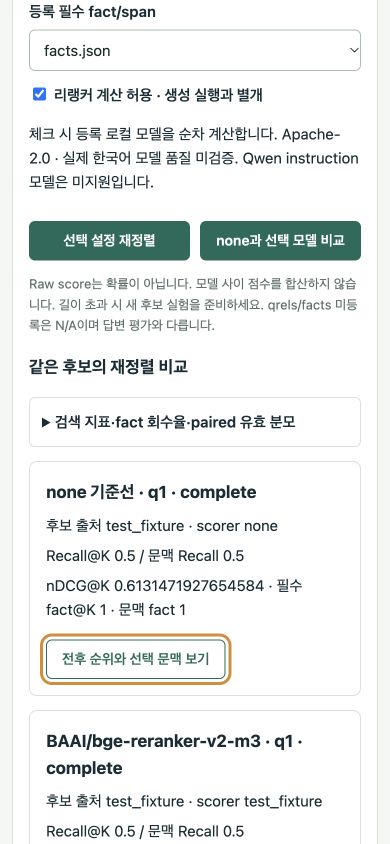 등록 필수 fact/span
facts.json
리랭커 계산 허용 · 생성 실행과 별개
체크 시 등록 로컬 모델을 순차 계산합니다. Apache-
2.0 · 실제 한국어 모델 품질 미검증. Qwen instruction
모델은 미지원입니다.
선택 설정 재정렬
none과 선택 모델 비교
Raw score는 확률이 아닙니다. 모델 사이 점수를 합산하지 않습
니다. 길이 초과 시 새 후보 실험을 준비하세요. qrels/facts 미등
록은 N/A이며 답변 평가와 다릅니다.
같은 후보의 재정렬 비교
▶ 검색 지표·fact 회수율·paired 유효 분모
none 기준선 · q1 · complete
후보 출처 test_fixture · scorer none
Recall@K 0.5 / 문맥 Recall 0.5
nDCG@K 0.6131471927654584 · 필수
fact@K 1 · 문맥 fact 1
전후 순위와 선택 문맥 보기
BAAI/bge-reranker-v2-m3 · q1 ·
complete
후보 출처 test_fixture · scorer test_fixture
Recall@K 0.5 / 문맥 Recall 0.5